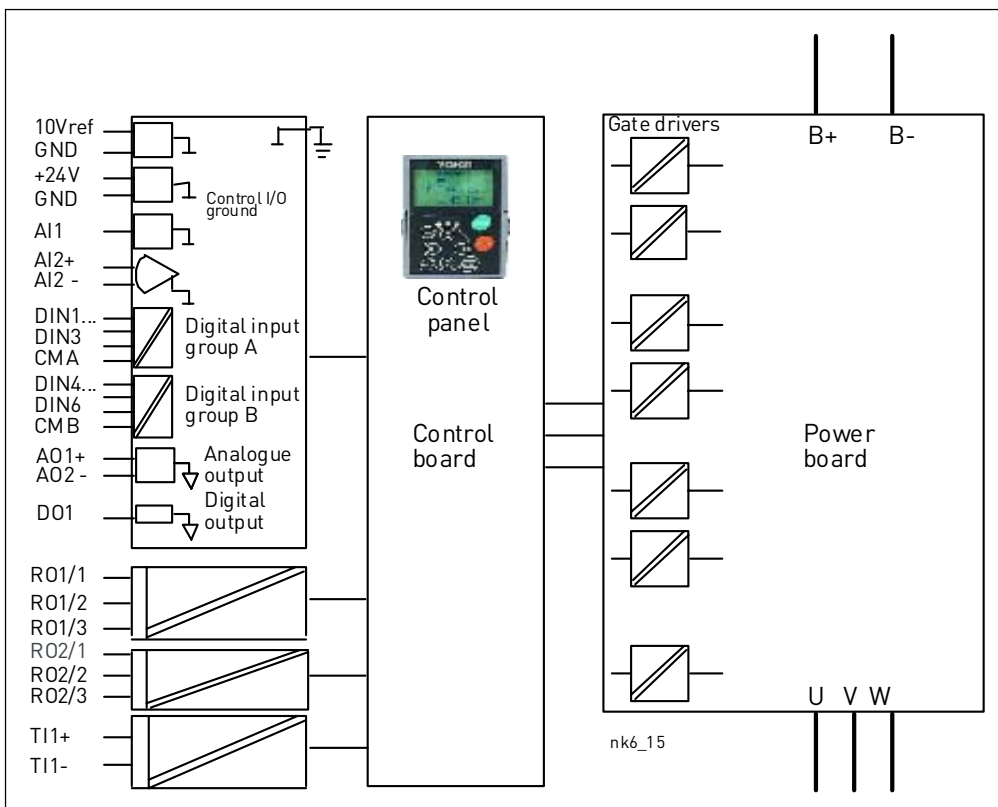 10Vref
GND
+24V
GND
AI1
AI2+
AI2 -
DIN1...
DIN3
CMA
DIN4...
DIN6
CMB
AO1+
AO2 -
DO1
RO1/1
RO1/2
RO1/3
RO2/1
RO2/2
RO2/3
TI1+
TI1-
Control I/O
ground
Digital input
group A
Digital input
group B
Analogue
output
Digital
output
Control
panel
Control
board
Gate drivers
B+ B-
Power
board
U V W
nk6_15